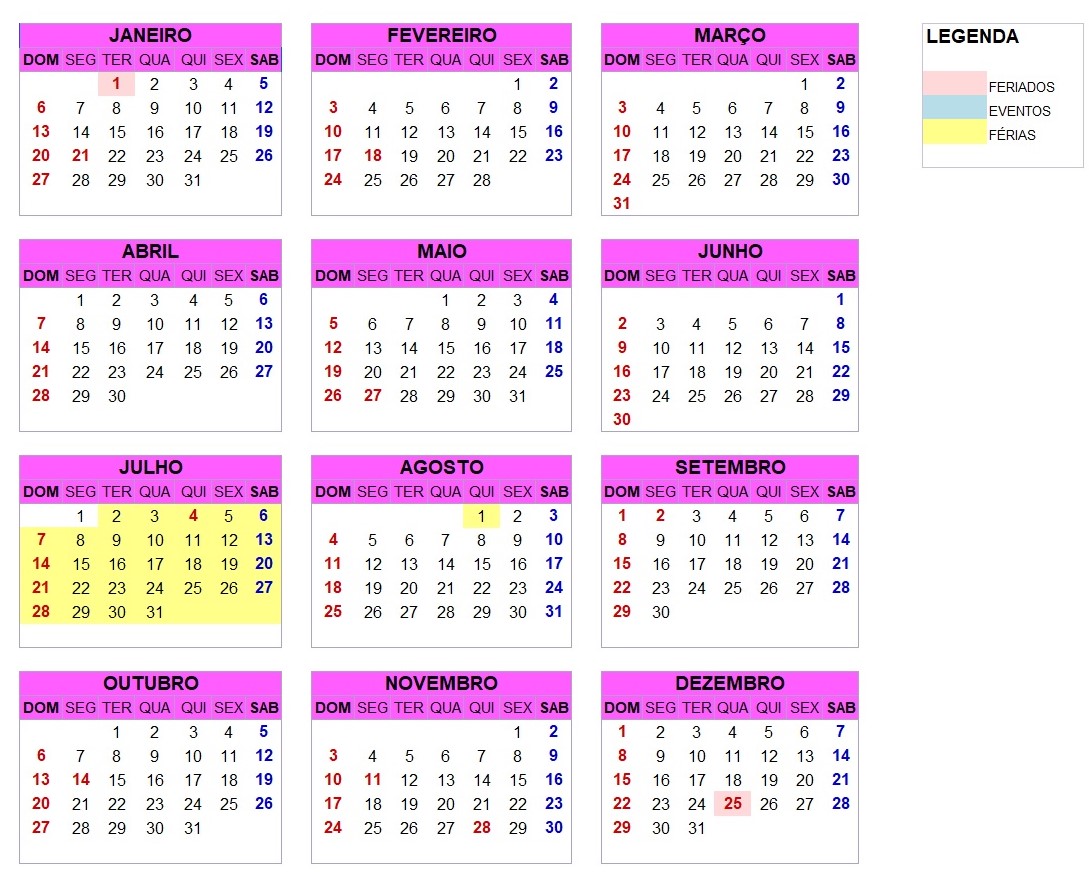 JANEIRO
DOM SEG TER QUA QUI SEX SAB
1 2 3 4 5
6 7 8 9 10 11 12
13 14 15 16 17 18 19
20 21 22 23 24 25 26
27 28 29 30 31
FEVEREIRO
DOM SEG TER QUA QUI SEX SAB
1 2
3 4 5 6 7 8 9
10 11 12 13 14 15 16
17 18 19 20 21 22 23
24 25 26 27 28
MARÇO
DOM SEG TER QUA QUI SEX SAB
1 2
3 4 5 6 7 8 9
10 11 12 13 14 15 16
17 18 19 20 21 22 23
24 25 26 27 28 29 30
31
LEGENDA
FERIADOS
EVENTOS
FÉRIAS
ABRIL
DOM SEG TER QUA QUI SEX SAB
1 2 3 4 5 6
7 8 9 10 11 12 13
14 15 16 17 18 19 20
21 22 23 24 25 26 27
28 29 30
MAIO
DOM SEG TER QUA QUI SEX SAB
1 2 3 4
5 6 7 8 9 10 11
12 13 14 15 16 17 18
19 20 21 22 23 24 25
26 27 28 29 30 31
JUNHO
DOM SEG TER QUA QUI SEX SAB
1
2 3 4 5 6 7 8
9 10 11 12 13 14 15
16 17 18 19 20 21 22
23 24 25 26 27 28 29
30
JULHO
DOM SEG TER QUA QUI SEX SAB
1 2 3 4 5 6
7 8 9 10 11 12 13
14 15 16 17 18 19 20
21 22 23 24 25 26 27
28 29 30 31
AGOSTO
DOM SEG TER QUA QUI SEX SAB
1 2 3
4 5 6 7 8 9 10
11 12 13 14 15 16 17
18 19 20 21 22 23 24
25 26 27 28 29 30 31
SETEMBRO
DOM SEG TER QUA QUI SEX SAB
1 2 3 4 5 6 7
8 9 10 11 12 13 14
15 16 17 18 19 20 21
22 23 24 25 26 27 28
29 30
OUTUBRO
DOM SEG TER QUA QUI SEX SAB
1 2 3 4 5
6 7 8 9 10 11 12
13 14 15 16 17 18 19
20 21 22 23 24 25 26
27 28 29 30 31
NOVEMBRO
DOM SEG TER QUA QUI SEX SAB
1 2
3 4 5 6 7 8 9
10 11 12 13 14 15 16
17 18 19 20 21 22 23
24 25 26 27 28 29 30
DEZEMBRO
DOM SEG TER QUA QUI SEX SAB
1 2 3 4 5 6 7
8 9 10 11 12 13 14
15 16 17 18 19 20 21
22 23 24 25 26 27 28
29 30 31